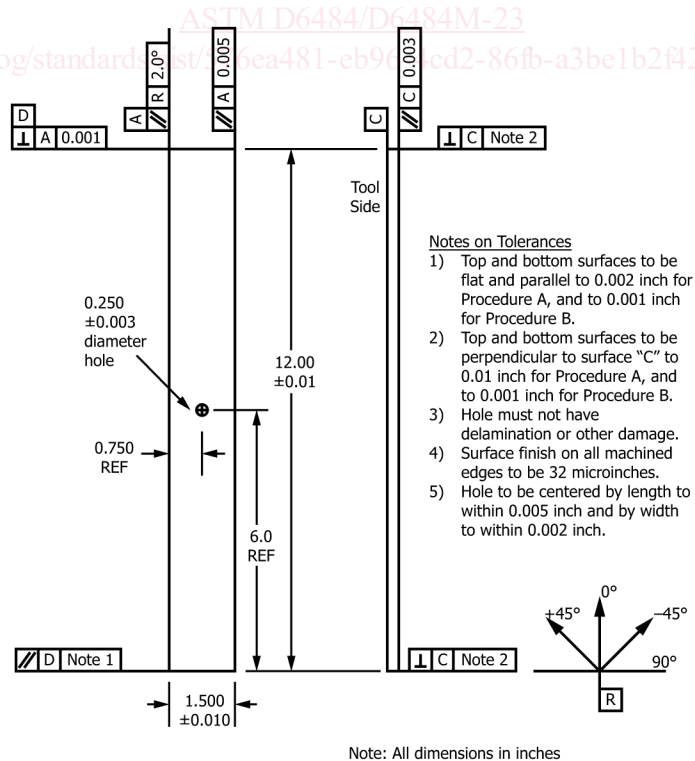 ASTM D6484/D6484M-23
A
// R 2.0°
// A 0.005
C
// C 0.003
D
⊥ A 0.001
⊥ C Note 2
Tool
Side
Notes on Tolerances
1) Top and bottom surfaces to be
flat and parallel to 0.002 inch for
Procedure A, and to 0.001 inch
for Procedure B.
2) Top and bottom surfaces to be
perpendicular to surface “C” to
0.01 inch for Procedure A, and
to 0.001 inch for Procedure B.
3) Hole must not have
delamination or other damage.
4) Surface finish on all machined
edges to be 32 microinches.
5) Hole to be centered by length to
within 0.005 inch and by width
to within 0.002 inch.
0.250
±0.003
diameter
hole
12.00
±0.01
0.750
REF
6.0
REF
0°
+45°
−45°
90°
R
// D Note 1
⊥ C Note 2
1.500
±0.010
Note: All dimensions in inches